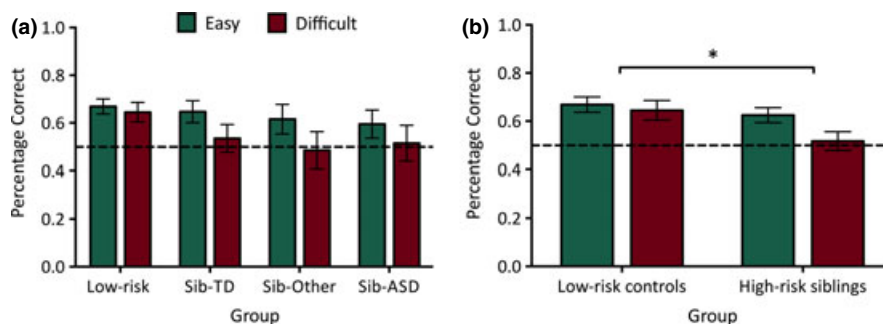 (a)
Easy
Difficult
Percentage Correct
1.0
0.8
0.6
0.4
0.2
0.0
Low-risk
Sib-TD
Sib-Other
Sib-ASD
Group
(b)
*
Percentage Correct
1.0
0.8
0.6
0.4
0.2
0.0
Low-risk controls
High-risk siblings
Group